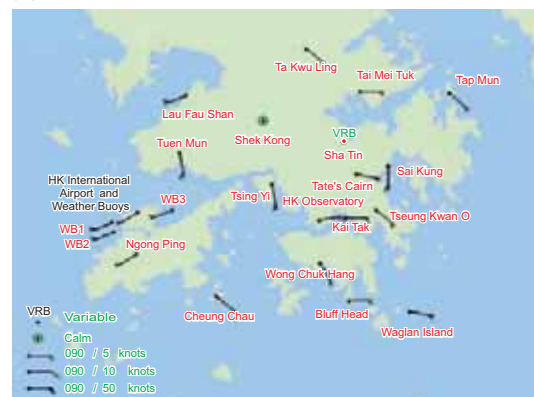 Ta Kwu Ling
Tai Mei Tuk
Tap Mun
Lau Fau Shan
VRB
Shek Kong
Tuen Mun
Sha Tin
Sai Kung
HK International
Airport and
Weather Buoys
Tate's Cairn
WB3
Tsing Yi
HK Observatory
Tseung Kwan O
WB1
Kai Tak
WB2
Ngong Ping
Wong Chuk Hang
Cheung Chau
Bluff Head
Waglan Island
VRB
Variable
Calm
090 / 5 knots
090 / 10 knots
090 / 50 knots